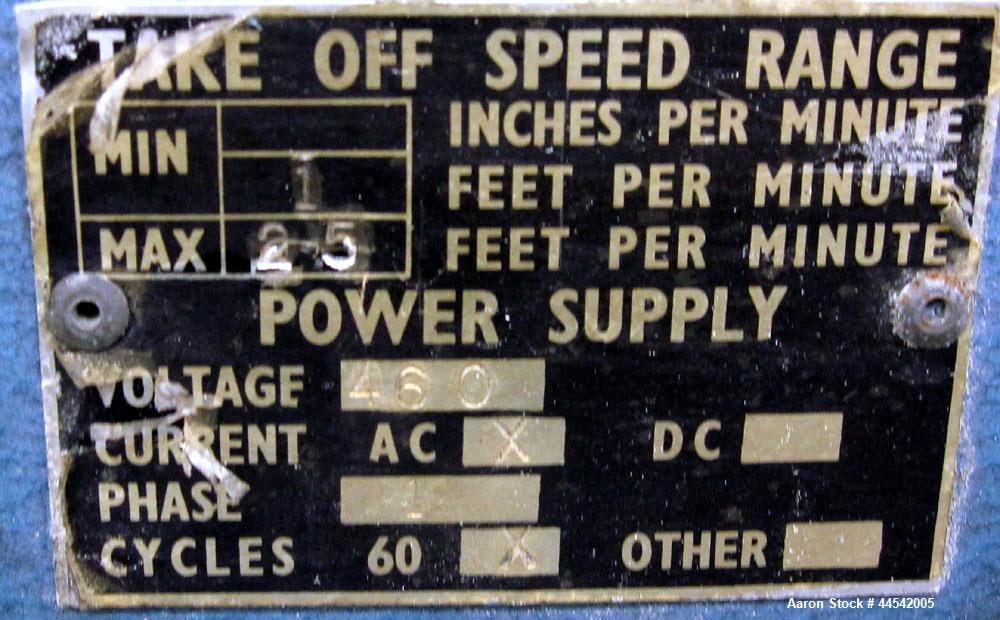 TAKE OFF SPEED RANGE
MIN INCHES PER MINUTE
1 FEET PER MINUTE
MAX 25 FEET PER MINUTE
POWER SUPPLY
VOLTAGE 460
CURRENT AC X DC
PHASE 1
CYCLES 60 X OTHER
Aaron Stock # 44542005